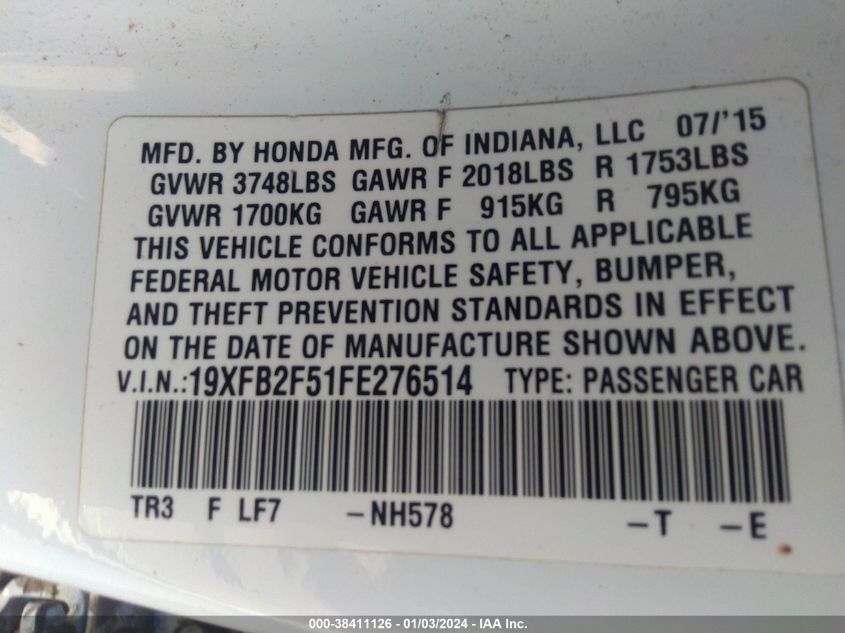 MFD. BY HONDA MFG. OF INDIANA, LLC 07/'15
GVWR 3748LBS GAWR F 2018LBS R 1753LBS
GVWR 1700KG GAWR F 915KG R 795KG
THIS VEHICLE CONFORMS TO ALL APPLICABLE
FEDERAL MOTOR VEHICLE SAFETY, BUMPER,
AND THEFT PREVENTION STANDARDS IN EFFECT
ON THE DATE OF MANUFACTURE SHOWN ABOVE.
V.I.N.:19XFB2F51FE276514 TYPE: PASSENGER CAR
TR3 F LF7 -NH578 -T -E
000-38411126 - 01/03/2024 - IAA Inc.